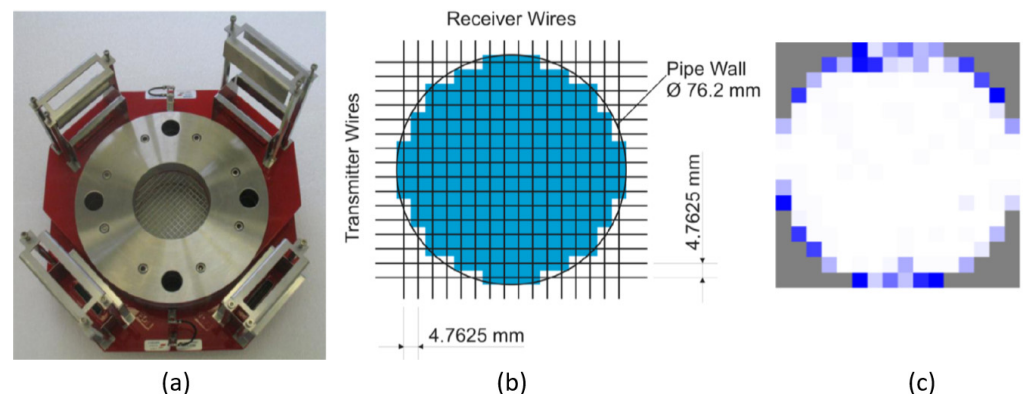 Receiver Wires
Transmitter Wires
Pipe Wall
Ø 76.2 mm
4.7625 mm
4.7625 mm
(a)
(b)
(c)